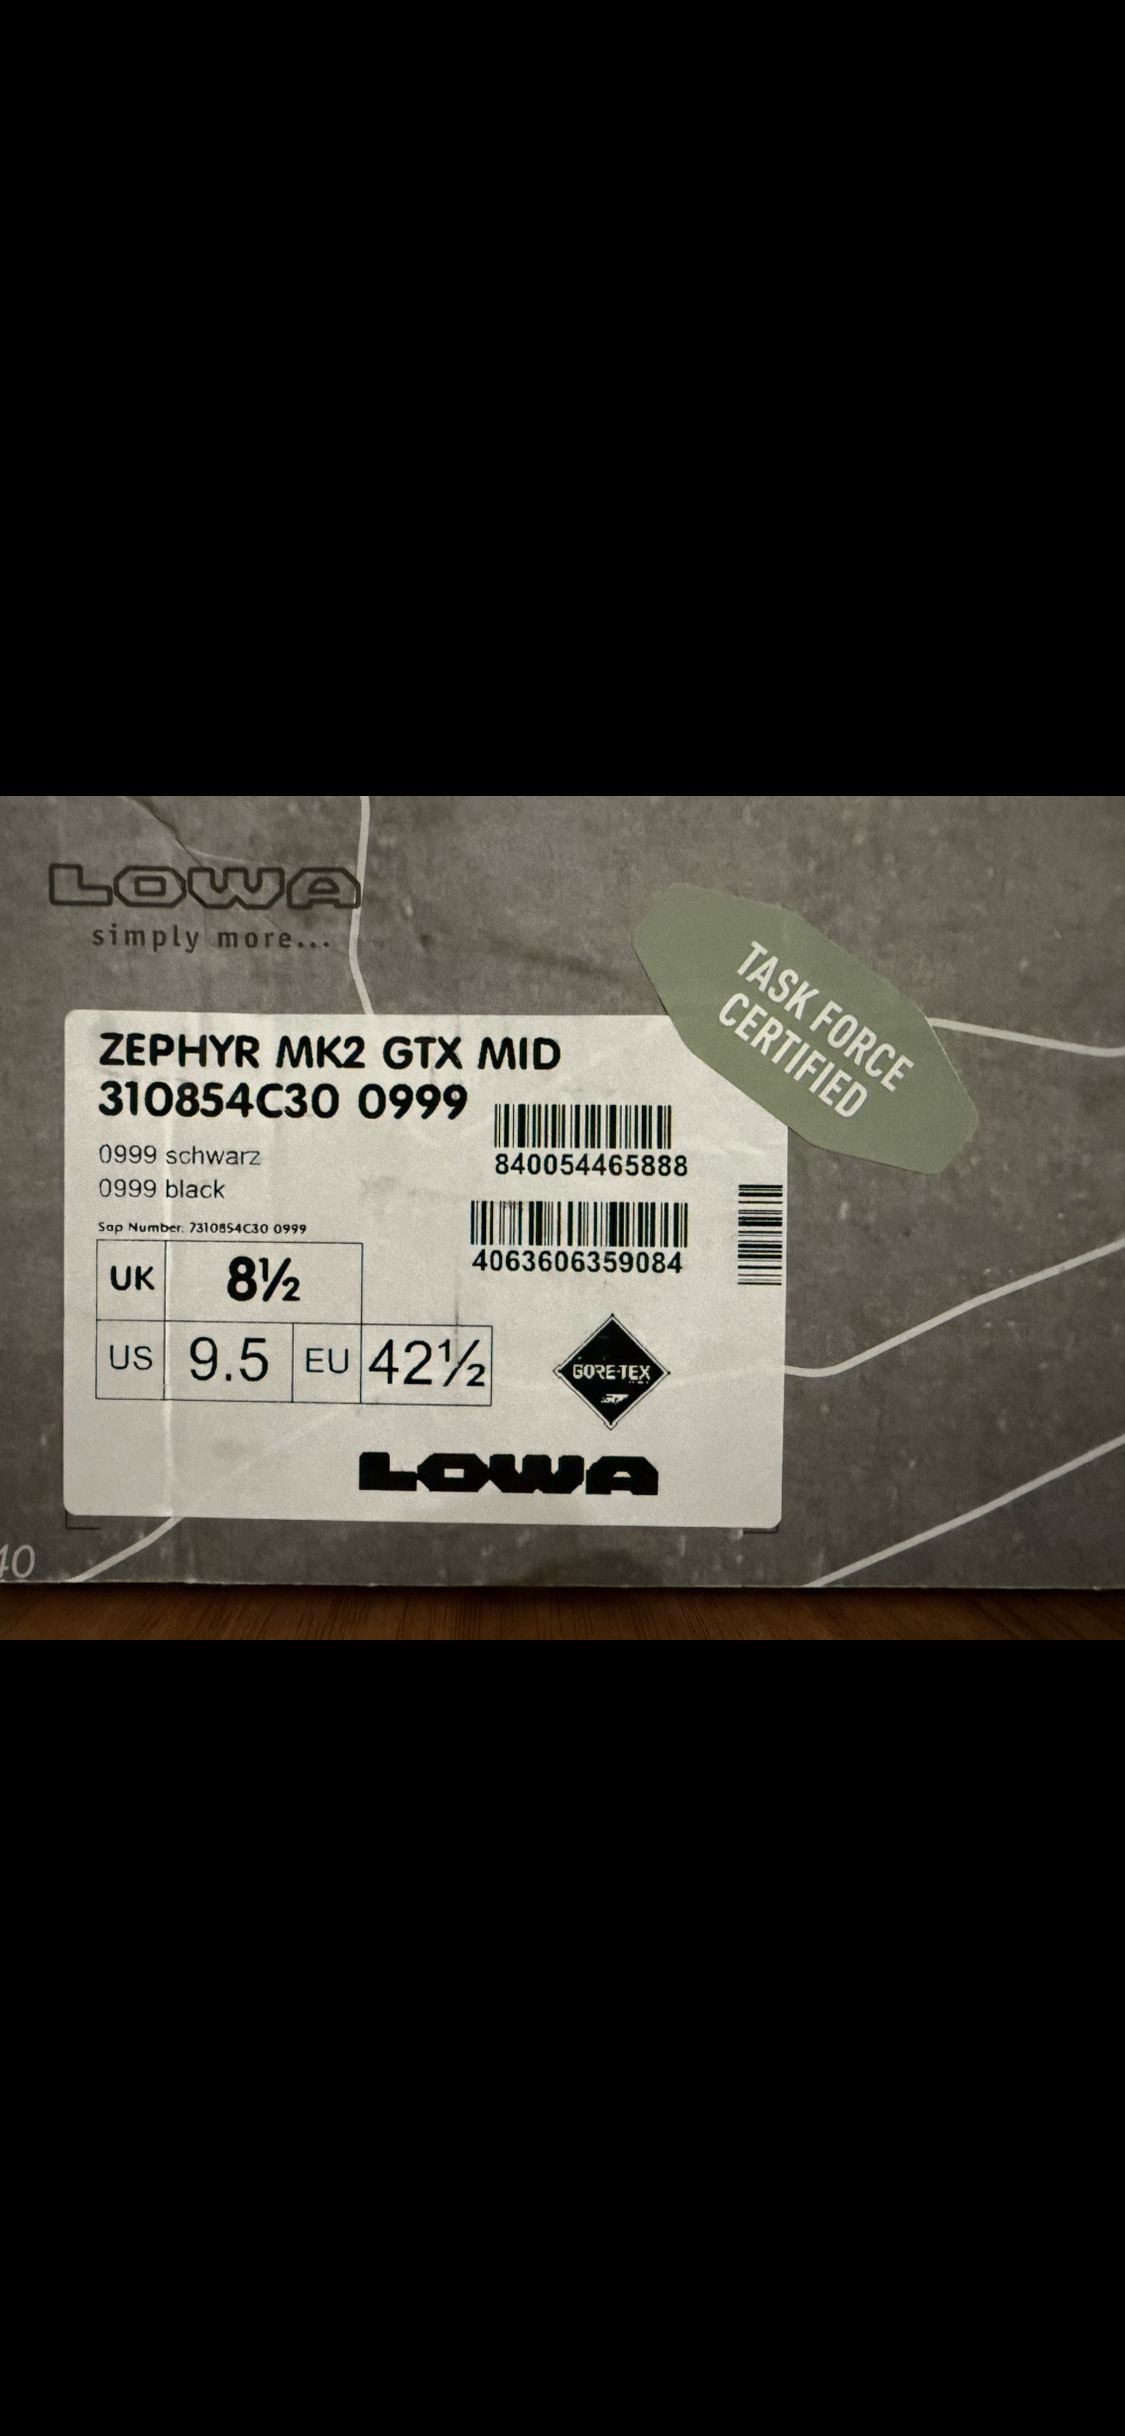 LOWA
simply more...
TASK FORCE
CERTIFIED
ZEPHYR MK2 GTX MID
310854C30 0999
840054465888
0999 schwarz
0999 black
4063606359084
Sap Number: 7310854C30 0999
UK 8½
US 9.5 EU 42½
GORE-TEX
LOWA
40